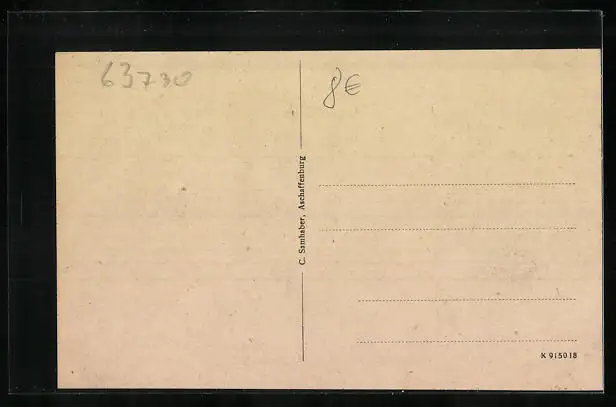 63730
8€
C. Samhaber, Aschaffenburg
K 915018